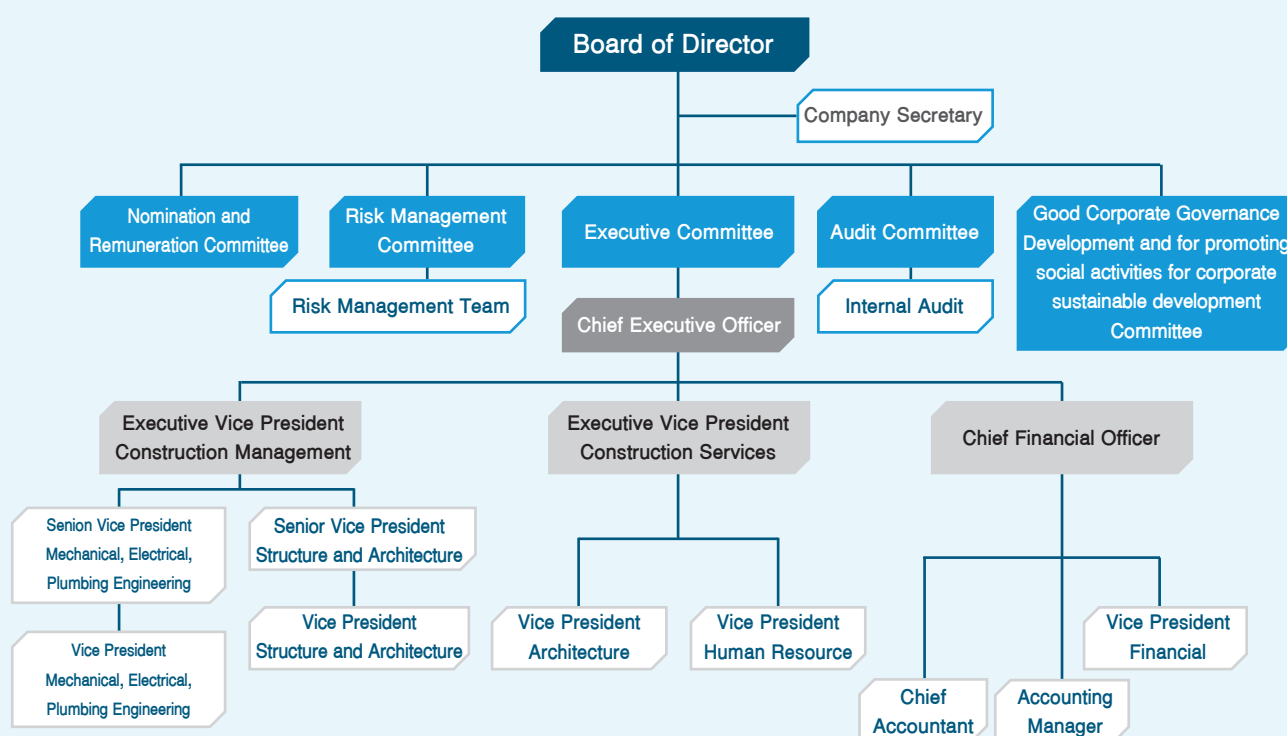 Board of Director
Company Secretary
Nomination and
Remuneration Committee
Risk Management
Committee
Executive Committee
Audit Committee
Good Corporate Governance
Development and for promoting
social activities for corporate
sustainable development
Committee
Risk Management Team
Internal Audit
Chief Executive Officer
Executive Vice President
Construction Management
Executive Vice President
Construction Services
Chief Financial Officer
Senion Vice President
Mechanical, Electrical,
Plumbing Engineering
Senior Vice President
Structure and Architecture
Vice President
Mechanical, Electrical,
Plumbing Engineering
Vice President
Structure and Architecture
Vice President
Architecture
Vice President
Human Resource
Vice President
Financial
Chief
Accountant
Accounting
Manager